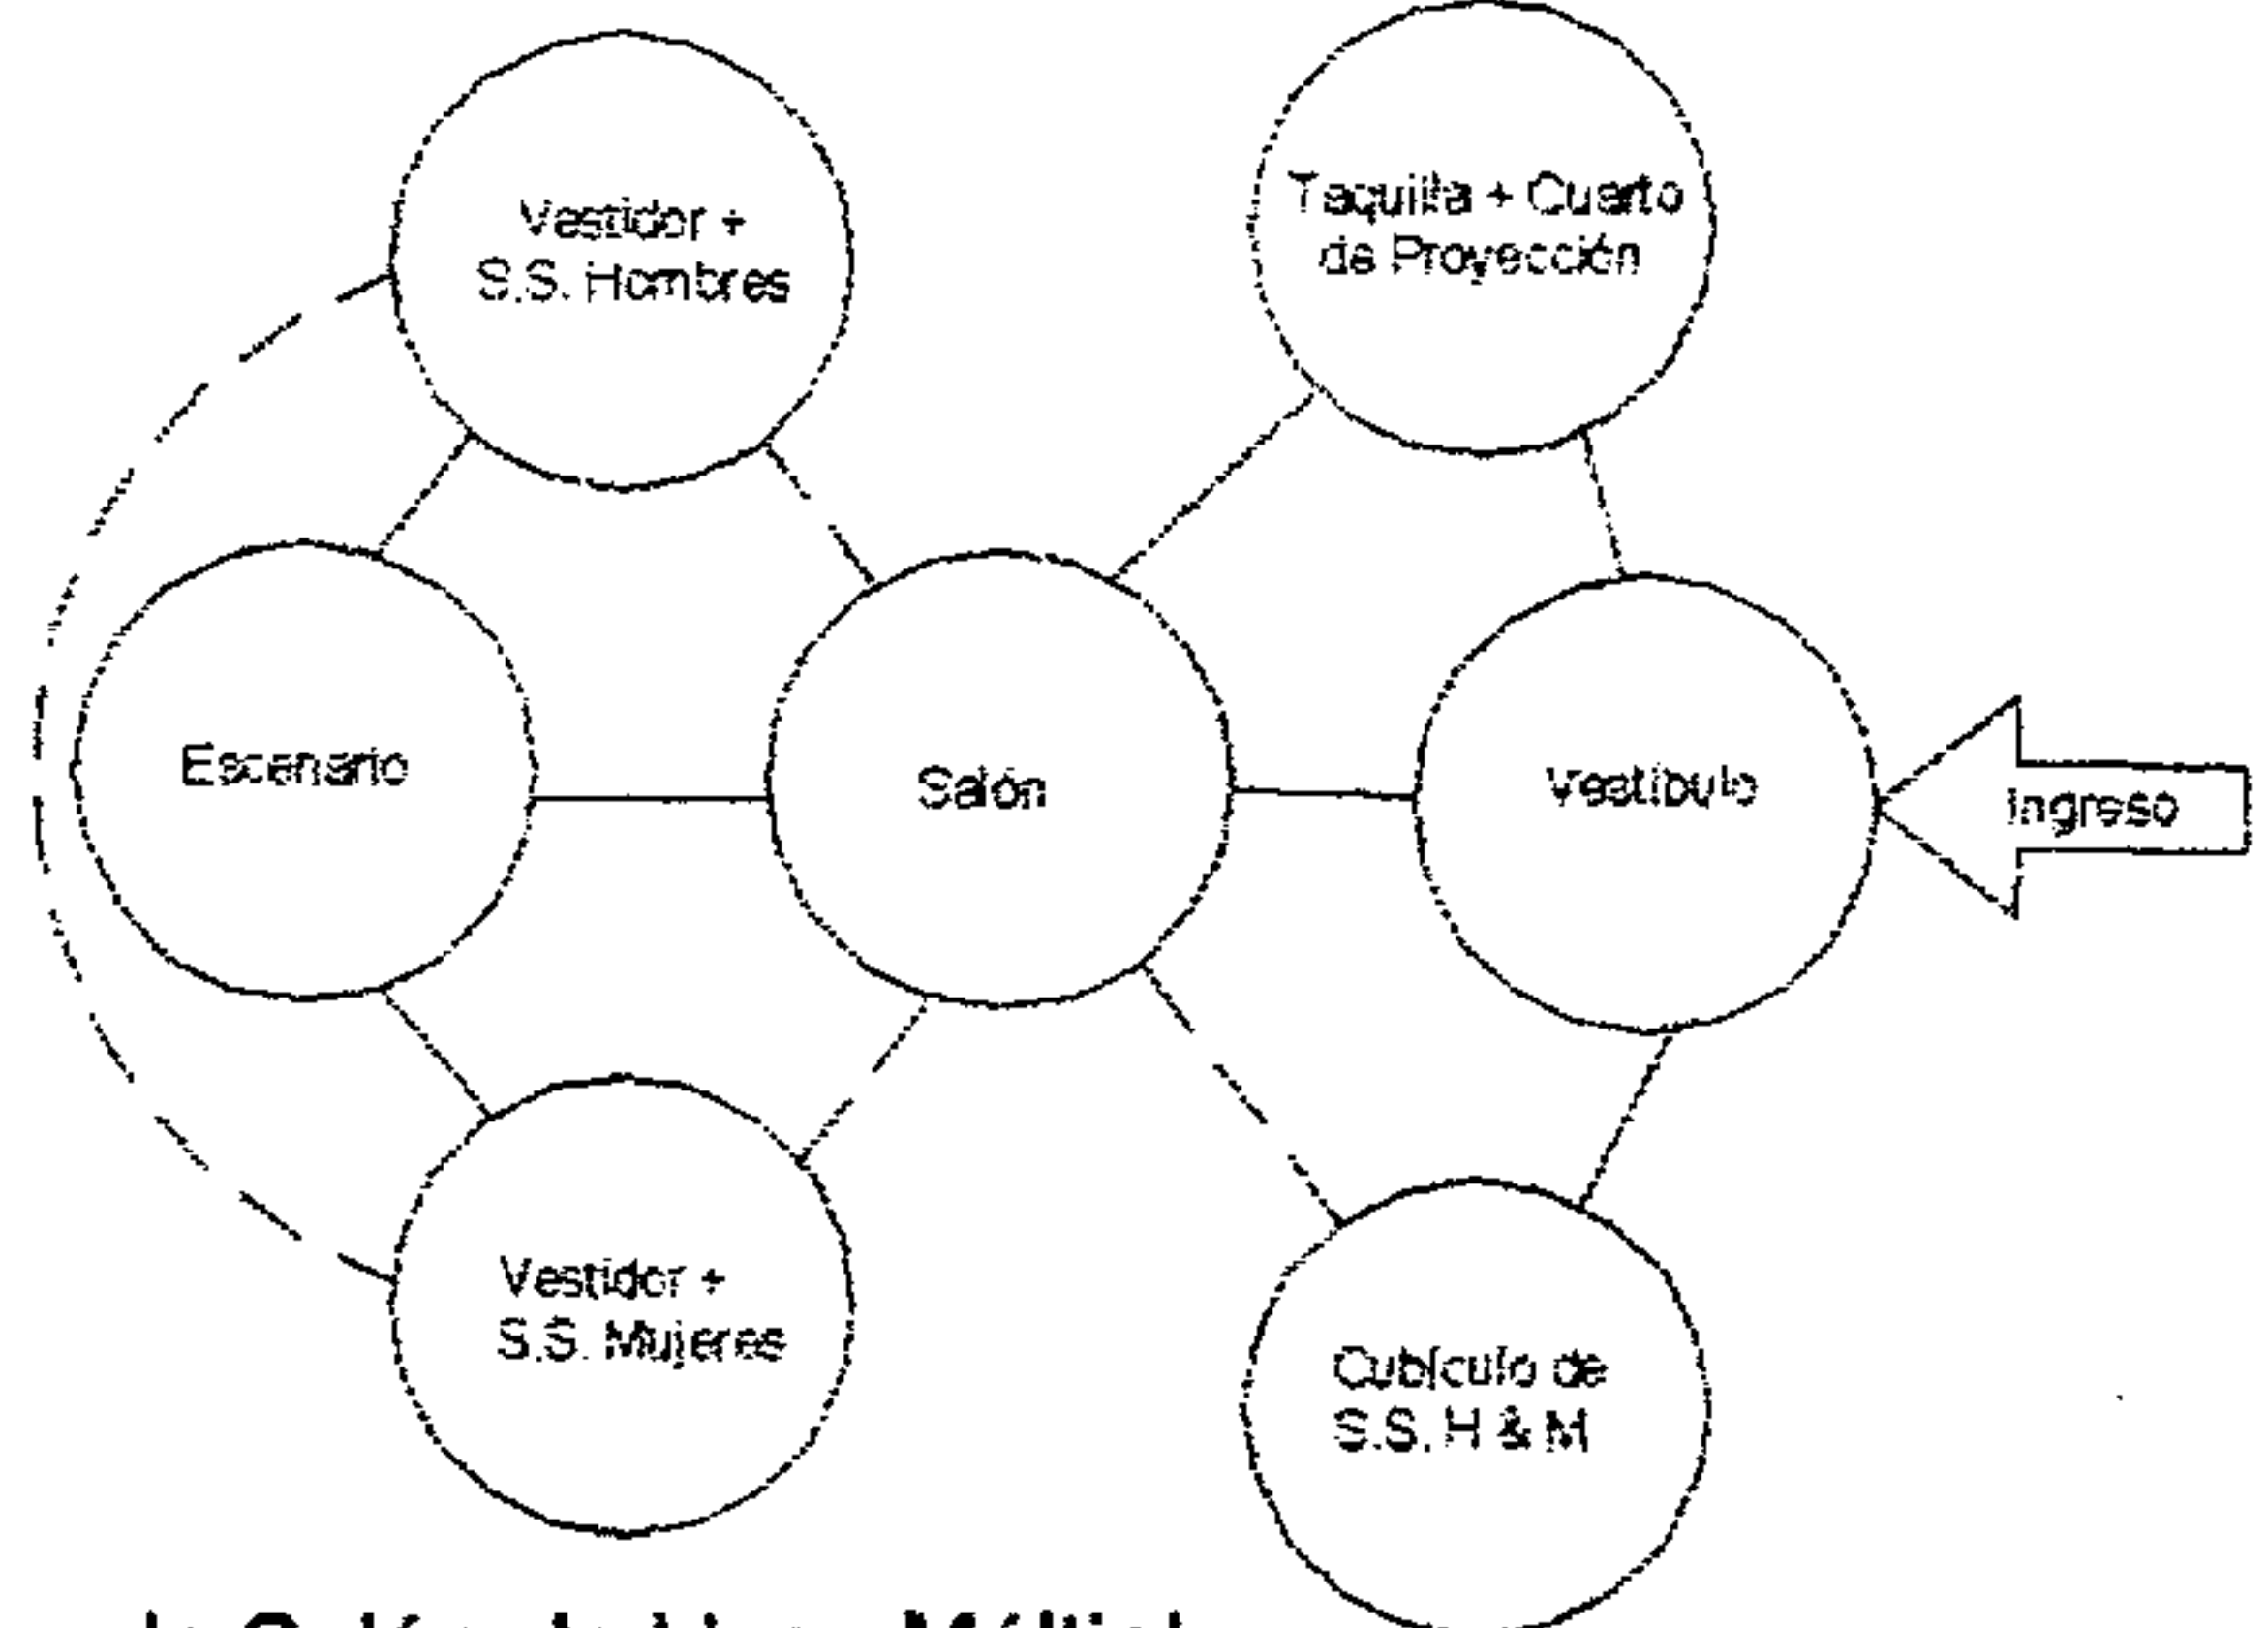 Vestidor +
S.S. Hombres
Taquilla + Cuarto
de Proyección
Escenario
Salón
Vestíbulo
ingreso
Vestidor +
S.S. Mujeres
Cubículo de
S.S. H & M